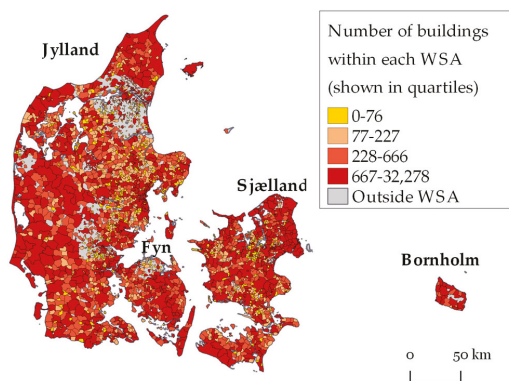 Jylland
Number of buildings
within each WSA
(shown in quartiles)
0-76
77-227
228-666
667-32,278
Outside WSA
Sjælland
Fyn
Bornholm
0 50 km